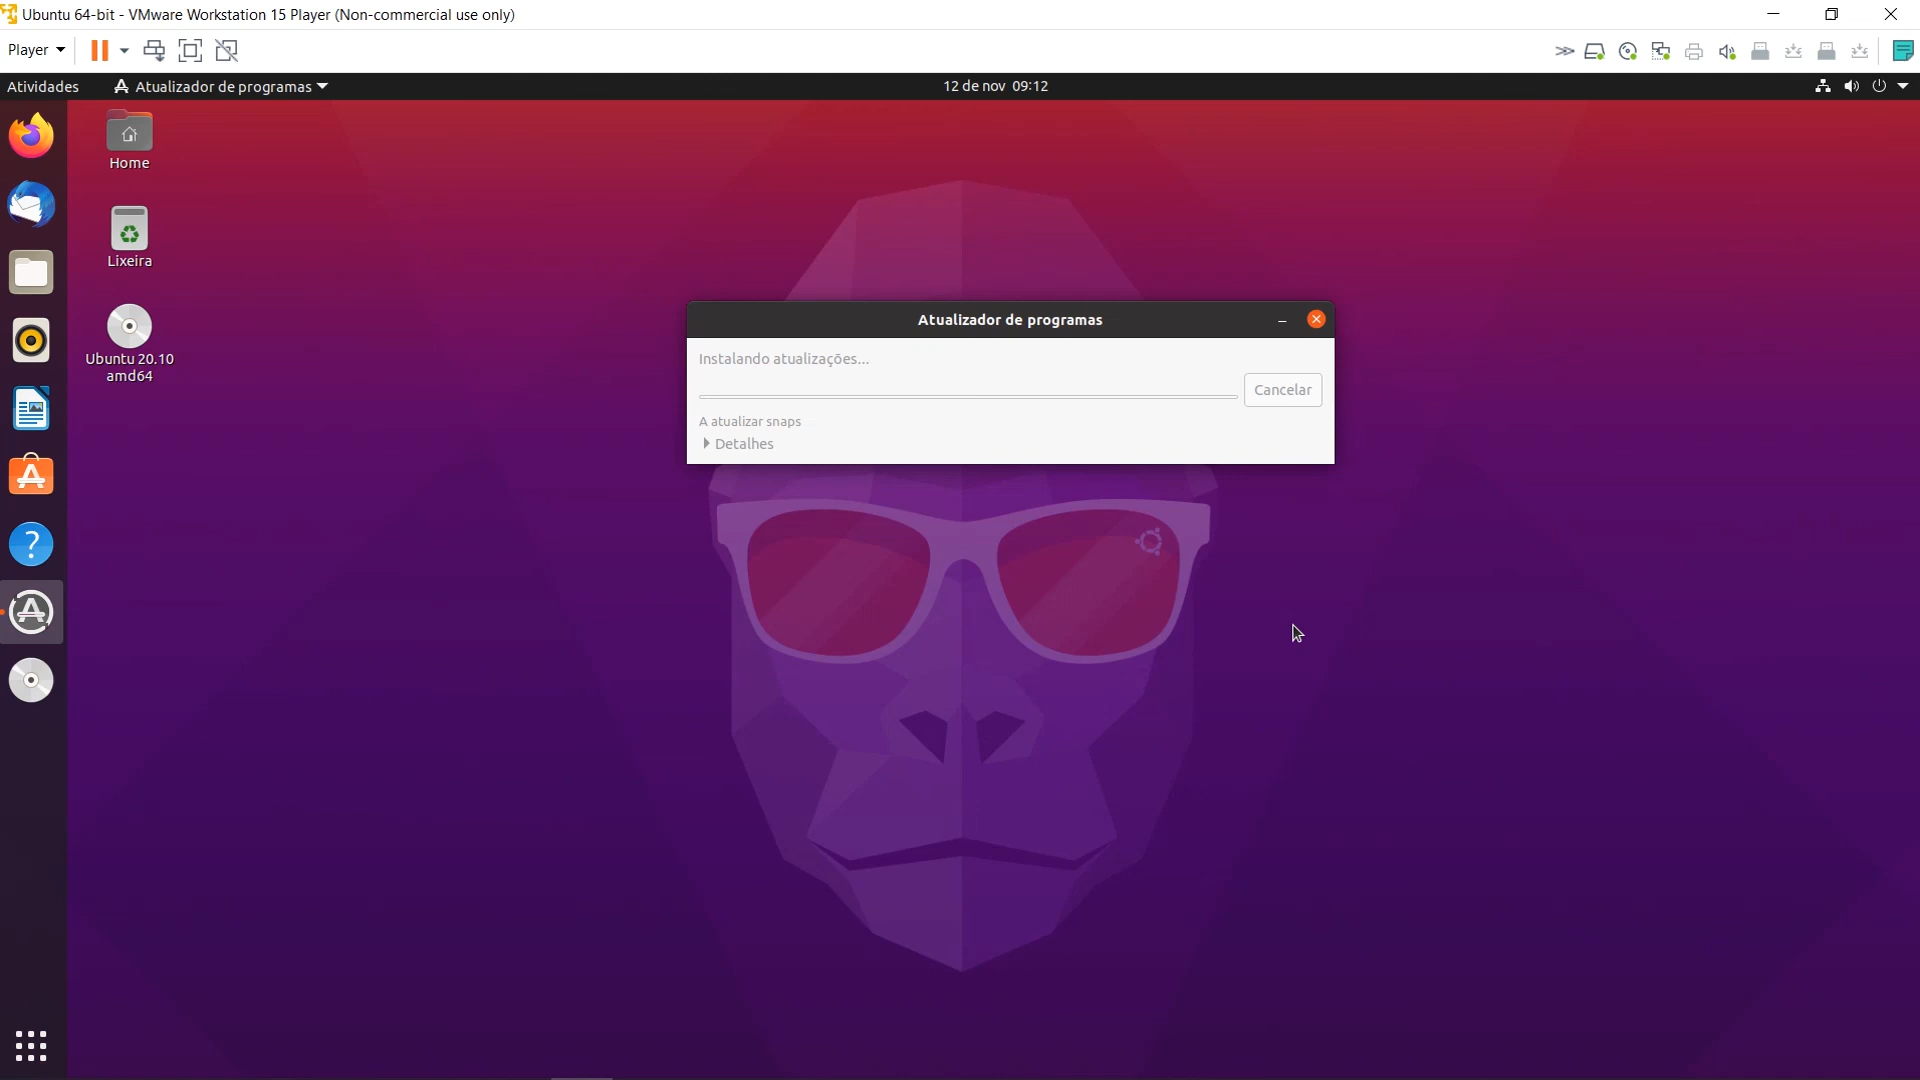 Ubuntu 64-bit - VMware Workstation 15 Player (Non-commercial use only)
Player
Atividades
Atualizador de programas
12 de nov 09:12
Home
Lixeira
Ubuntu 20.10
amd64
Atualizador de programas
Instalando atualizações...
Cancelar
A atualizar snaps
Detalhes